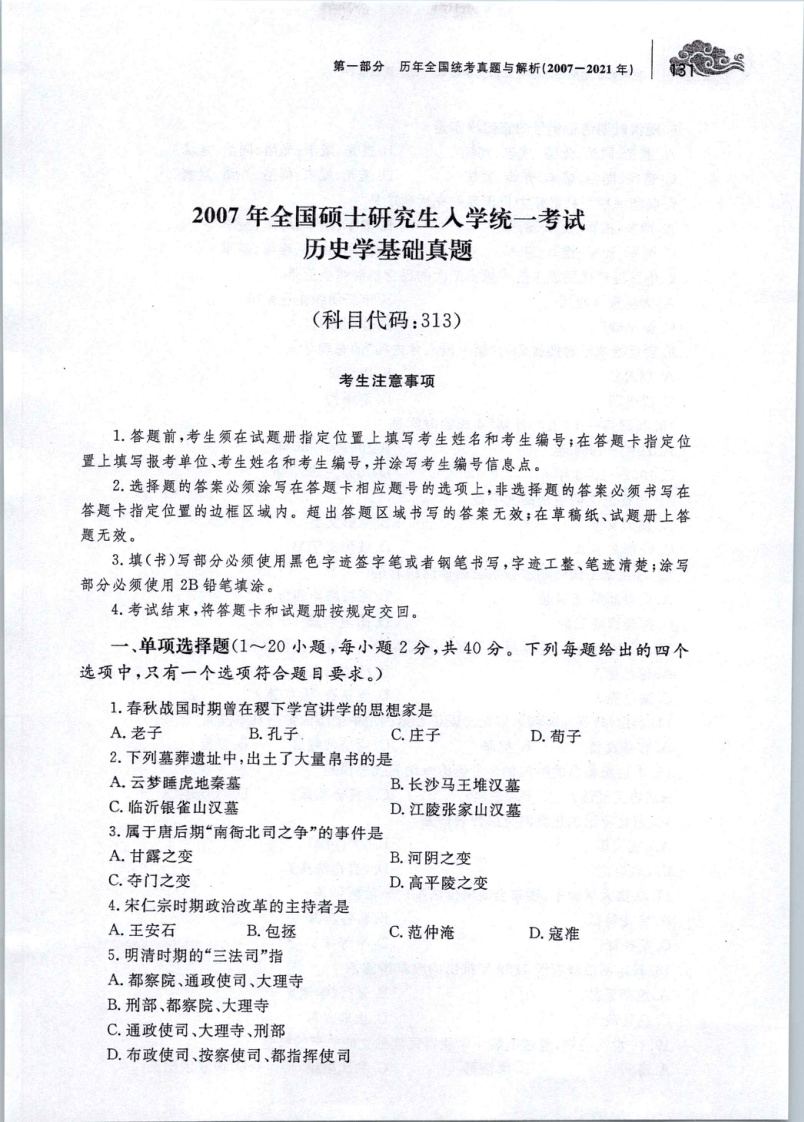 第一部分 历年全国统考真题与解析(2007—2021年)
131
2007年全国硕士研究生入学统一考试
历史学基础真题
(科目代码:313)
考生注意事项
1.答题前,考生须在试题册指定位置上填写考生姓名和考生编号;在答题卡指定位
置上填写报考单位、考生姓名和考生编号,并涂写考生编号信息点。
2.选择题的答案必须涂写在答题卡相应题号的选项上,非选择题的答案必须书写在
答题卡指定位置的边框区域内。超出答题区域书写的答案无效;在草稿纸、试题册上答
题无效。
3.填(书)写部分必须使用黑色字迹签字笔或者钢笔书写,字迹工整、笔迹清楚;涂写
部分必须使用2B铅笔填涂。
4.考试结束,将答题卡和试题册按规定交回。
一、单项选择题(1～20小题,每小题2分,共40分。下列每题给出的四个
选项中,只有一个选项符合题目要求。)
1.春秋战国时期曾在稷下学宫讲学的思想家是
A.老子 B.孔子 C.庄子 D.荀子
2.下列墓葬遗址中,出土了大量帛书的是
A.云梦睡虎地秦墓 B.长沙马王堆汉墓
C.临沂银雀山汉墓 D.江陵张家山汉墓
3.属于唐后期“南衙北司之争”的事件是
A.甘露之变 B.河阴之变
C.夺门之变 D.高平陵之变
4.宋仁宗时期政治改革的主持者是
A.王安石 B.包拯 C.范仲淹 D.寇准
5.明清时期的“三法司”指
A.都察院、通政使司、大理寺
B.刑部、都察院、大理寺
C.通政使司、大理寺、刑部
D.布政使司、按察使司、都指挥使司